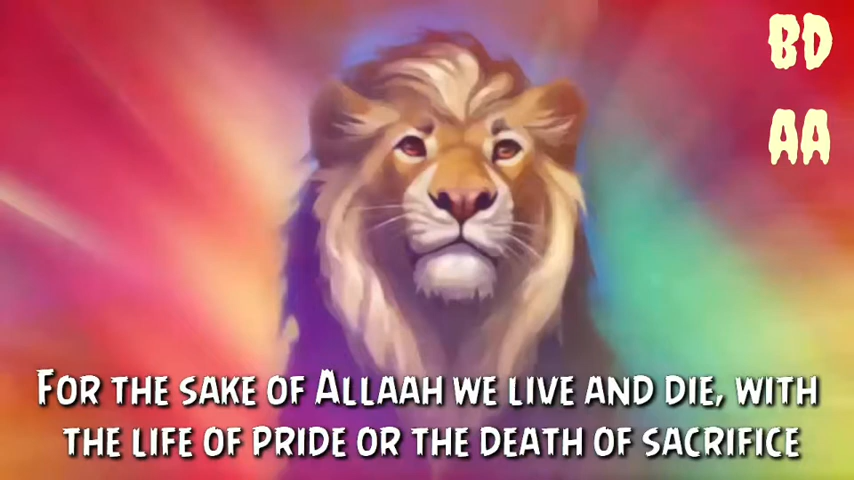 BD
AA
For the sake of Allaah we live and die, with
the life of pride or the death of sacrifice